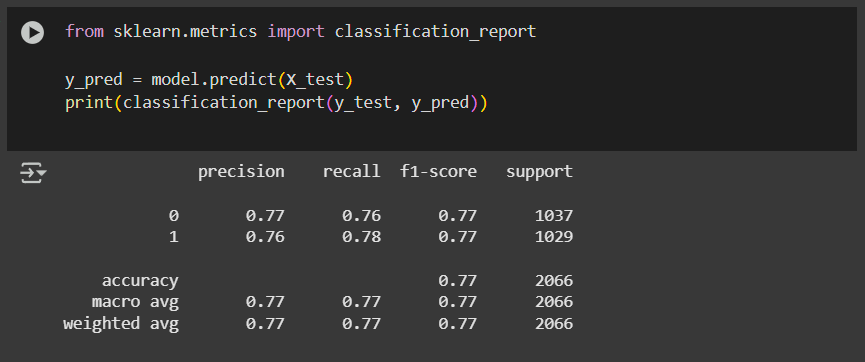 from sklearn.metrics import classification_report
y_pred = model.predict(X_test)
print(classification_report(y_test, y_pred))
precision recall f1-score support
0 0.77 0.76 0.77 1037
1 0.76 0.78 0.77 1029
accuracy 0.77 2066
macro avg 0.77 0.77 0.77 2066
weighted avg 0.77 0.77 0.77 2066